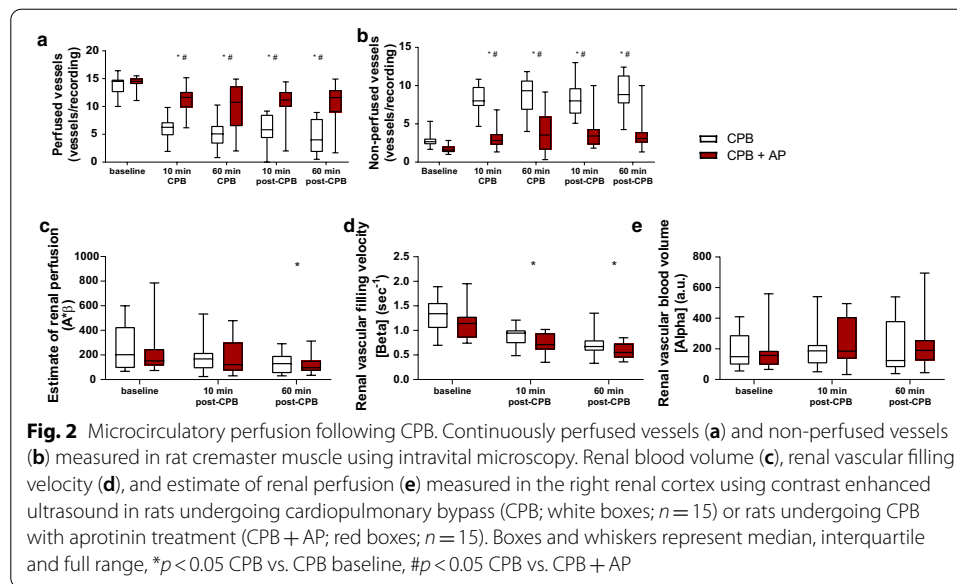 a
b
* #
* #
* #
* #
Perfused vessels
(vessels/recording)
20
15
10
5
0
baseline
10 min
CPB
60 min
CPB
10 min
post-CPB
60 min
post-CPB
* #
* #
* #
* #
Non-perfused vessels
(vessels/recording)
15
10
5
0
Baseline
10 min
CPB
60 min
CPB
10 min
post-CPB
60 min
post-CPB
CPB
CPB + AP
c
d
e
Estimate of renal perfusion
(A*β)
1000
800
600
400
200
0
*
baseline
10 min
post-CPB
60 min
post-CPB
Renal vascular filling velocity
[Beta] (sec-1)
2.5
2.0
1.5
1.0
0.5
0.0
*
*
baseline
10 min
post-CPB
60 min
post-CPB
Renal vascular blood volume
[Alpha] (a.u.)
800
600
400
200
0
baseline
10 min
post-CPB
60 min
post-CPB
Fig. 2 Microcirculatory perfusion following CPB. Continuously perfused vessels (a) and non-perfused vessels
(b) measured in rat cremaster muscle using intravital microscopy. Renal blood volume (c), renal vascular filling
velocity (d), and estimate of renal perfusion (e) measured in the right renal cortex using contrast enhanced
ultrasound in rats undergoing cardiopulmonary bypass (CPB; white boxes; n = 15) or rats undergoing CPB
with aprotinin treatment (CPB + AP; red boxes; n = 15). Boxes and whiskers represent median, interquartile
and full range, *p < 0.05 CPB vs. CPB baseline, #p < 0.05 CPB vs. CPB + AP